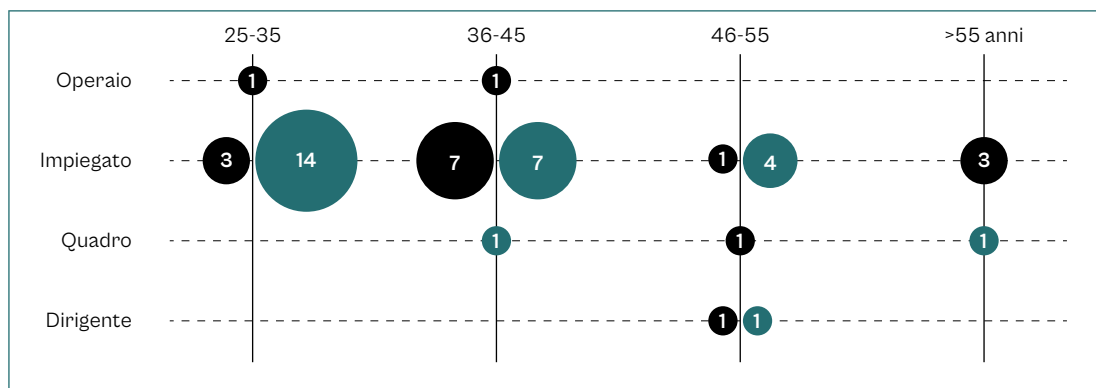 25-35 36-45 46-55 >55 anni
Operaio 1 1
Impiegato 3 14 7 7 1 4 3
Quadro 1 1 1
Dirigente 1 1